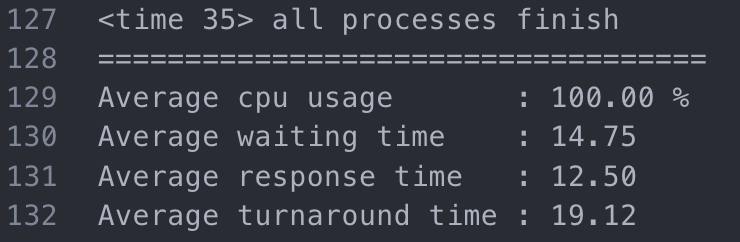 127 <time 35> all processes finish
128 ===================================
129 Average cpu usage       : 100.00 %
130 Average waiting time    : 14.75
131 Average response time   : 12.50
132 Average turnaround time : 19.12